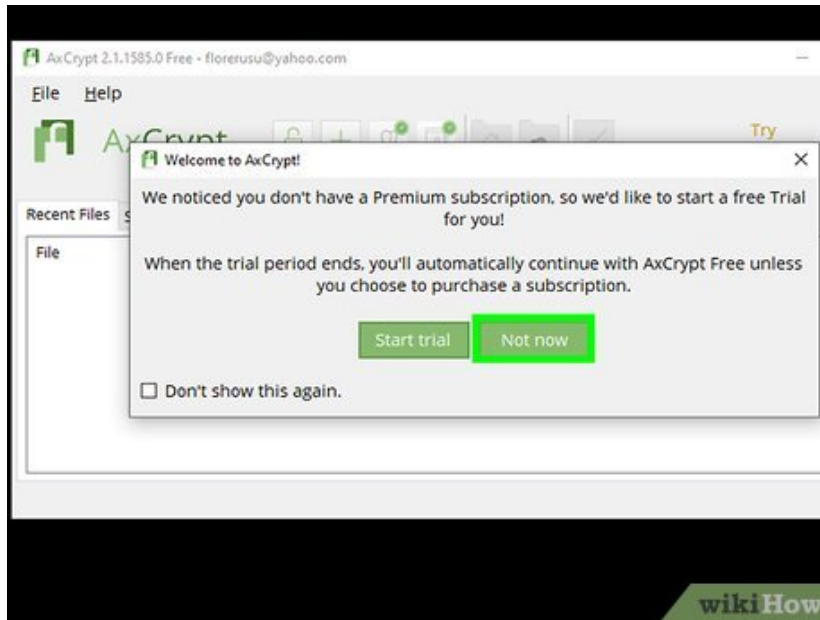 AxCrypt 2.1.1585.0 Free - florerusu@yahoo.com
File Help
AxCrypt
Try
Welcome to AxCrypt!
We noticed you don't have a Premium subscription, so we'd like to start a free Trial
for you!
Recent Files
File
When the trial period ends, you'll automatically continue with AxCrypt Free unless
you choose to purchase a subscription.
Start trial Not now
Don't show this again.
wikiHow